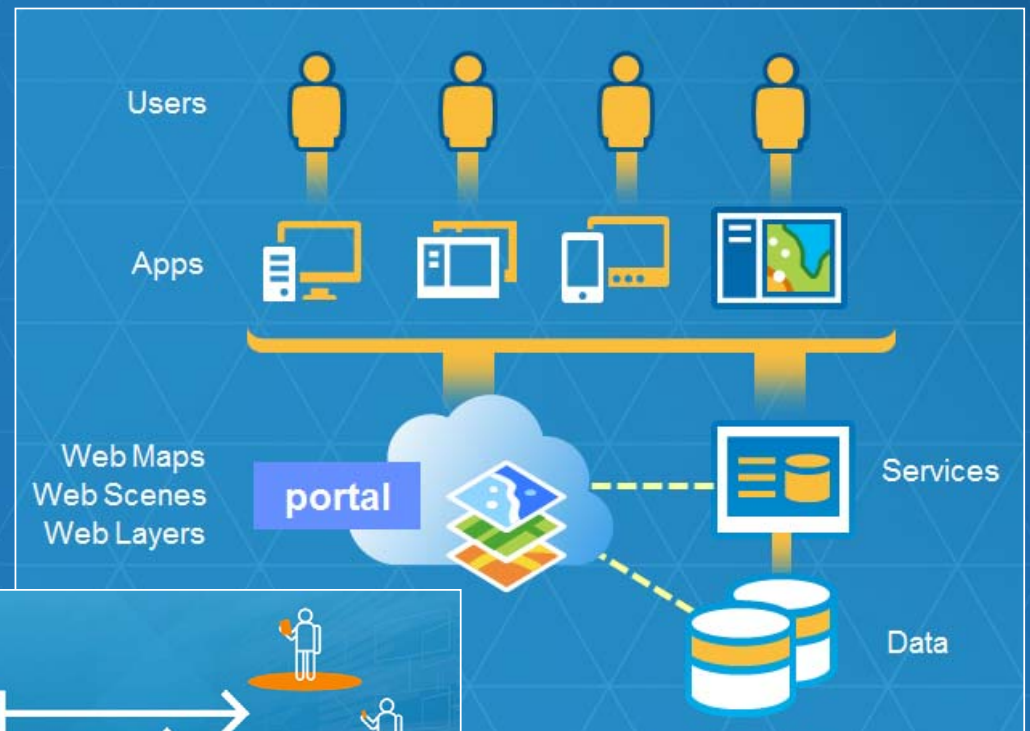 Users
Apps
Web Maps
Web Scenes
Web Layers
portal
Services
Data